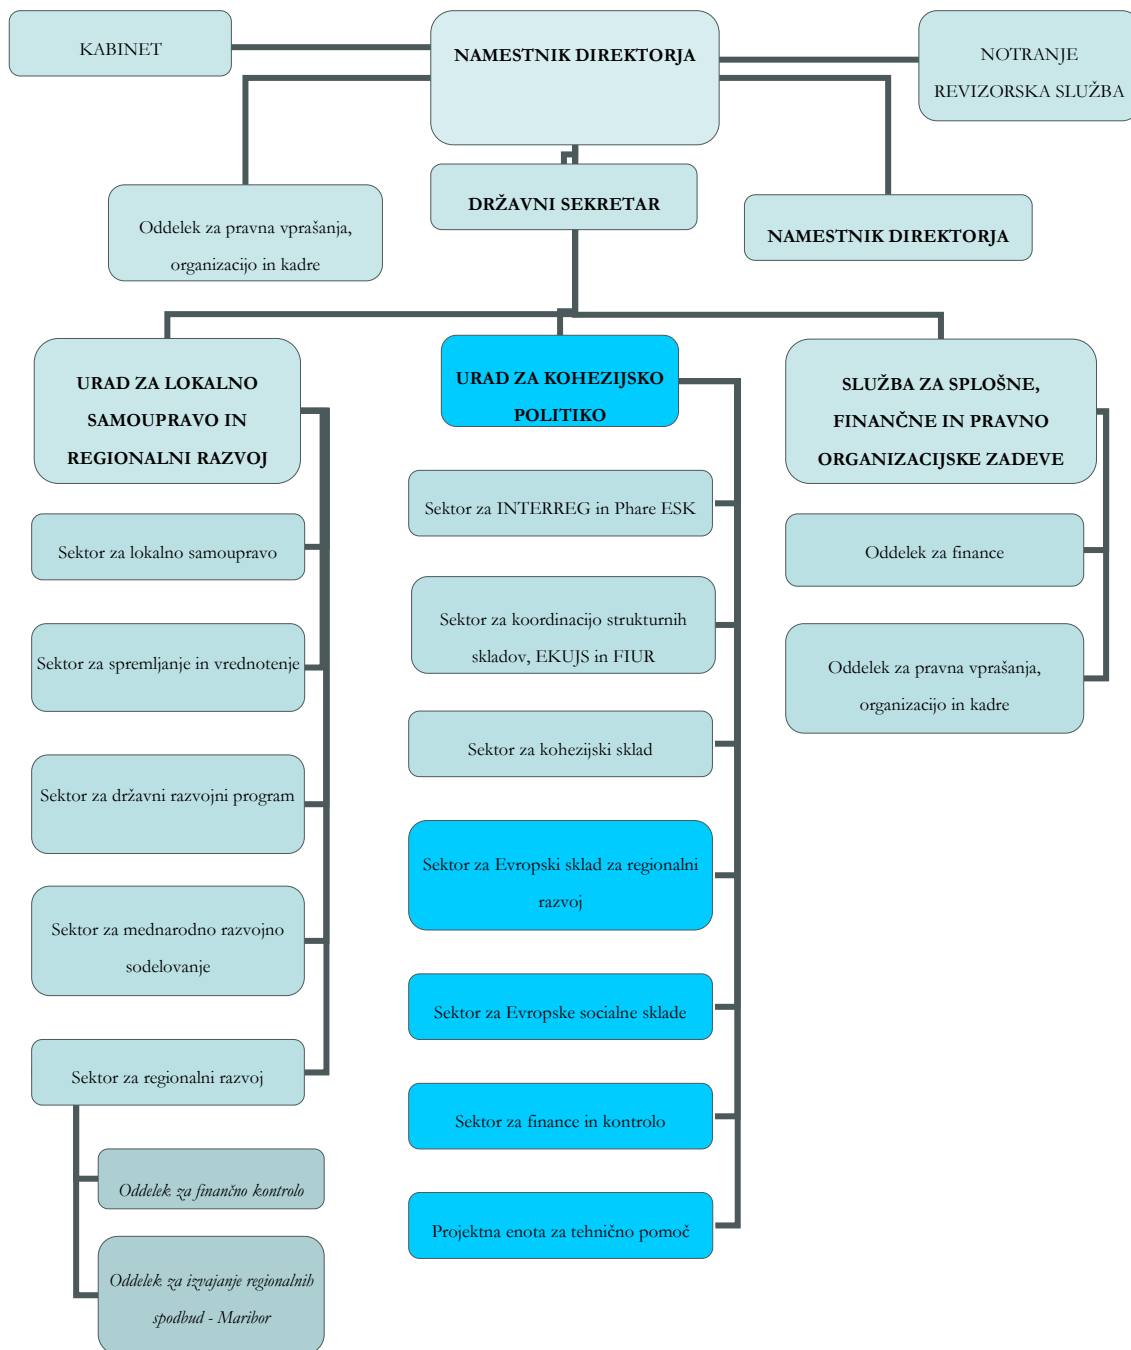 KABINET
NAMESTNIK DIREKTORJA
NOTRANJE
REVIZORSKA SLUŽBA
Oddelek za pravna vprašanja,
organizacijo in kadre
DRŽAVNI SEKRETAR
NAMESTNIK DIREKTORJA
URAD ZA LOKALNO
SAMOUPRAVO IN
REGIONALNI RAZVOJ
Sektor za lokalno samoupravo
Sektor za spremljanje in vrednotenje
Sektor za državni razvojni program
Sektor za mednarodno razvojno
sodelovanje
Sektor za regionalni razvoj
Oddelek za finančno kontrolo
Oddelek za izvajanje regionalnih
spodbud - Maribor
URAD ZA KOHEZIJSKO
POLITIKO
Sektor za INTERREG in Phare ESK
Sektor za koordinacijo strukturnih
skladov, EKUJS in FIUR
Sektor za kohezijski sklad
Sektor za Evropski sklad za regionalni
razvoj
Sektor za Evropske socialne sklade
Sektor za finance in kontrolo
Projektna enota za tehnično pomoč
SLUŽBA ZA SPLOŠNE,
FINANČNE IN PRAVNO
ORGANIZACIJSKE ZADEVE
Oddelek za finance
Oddelek za pravna vprašanja,
organizacijo in kadre